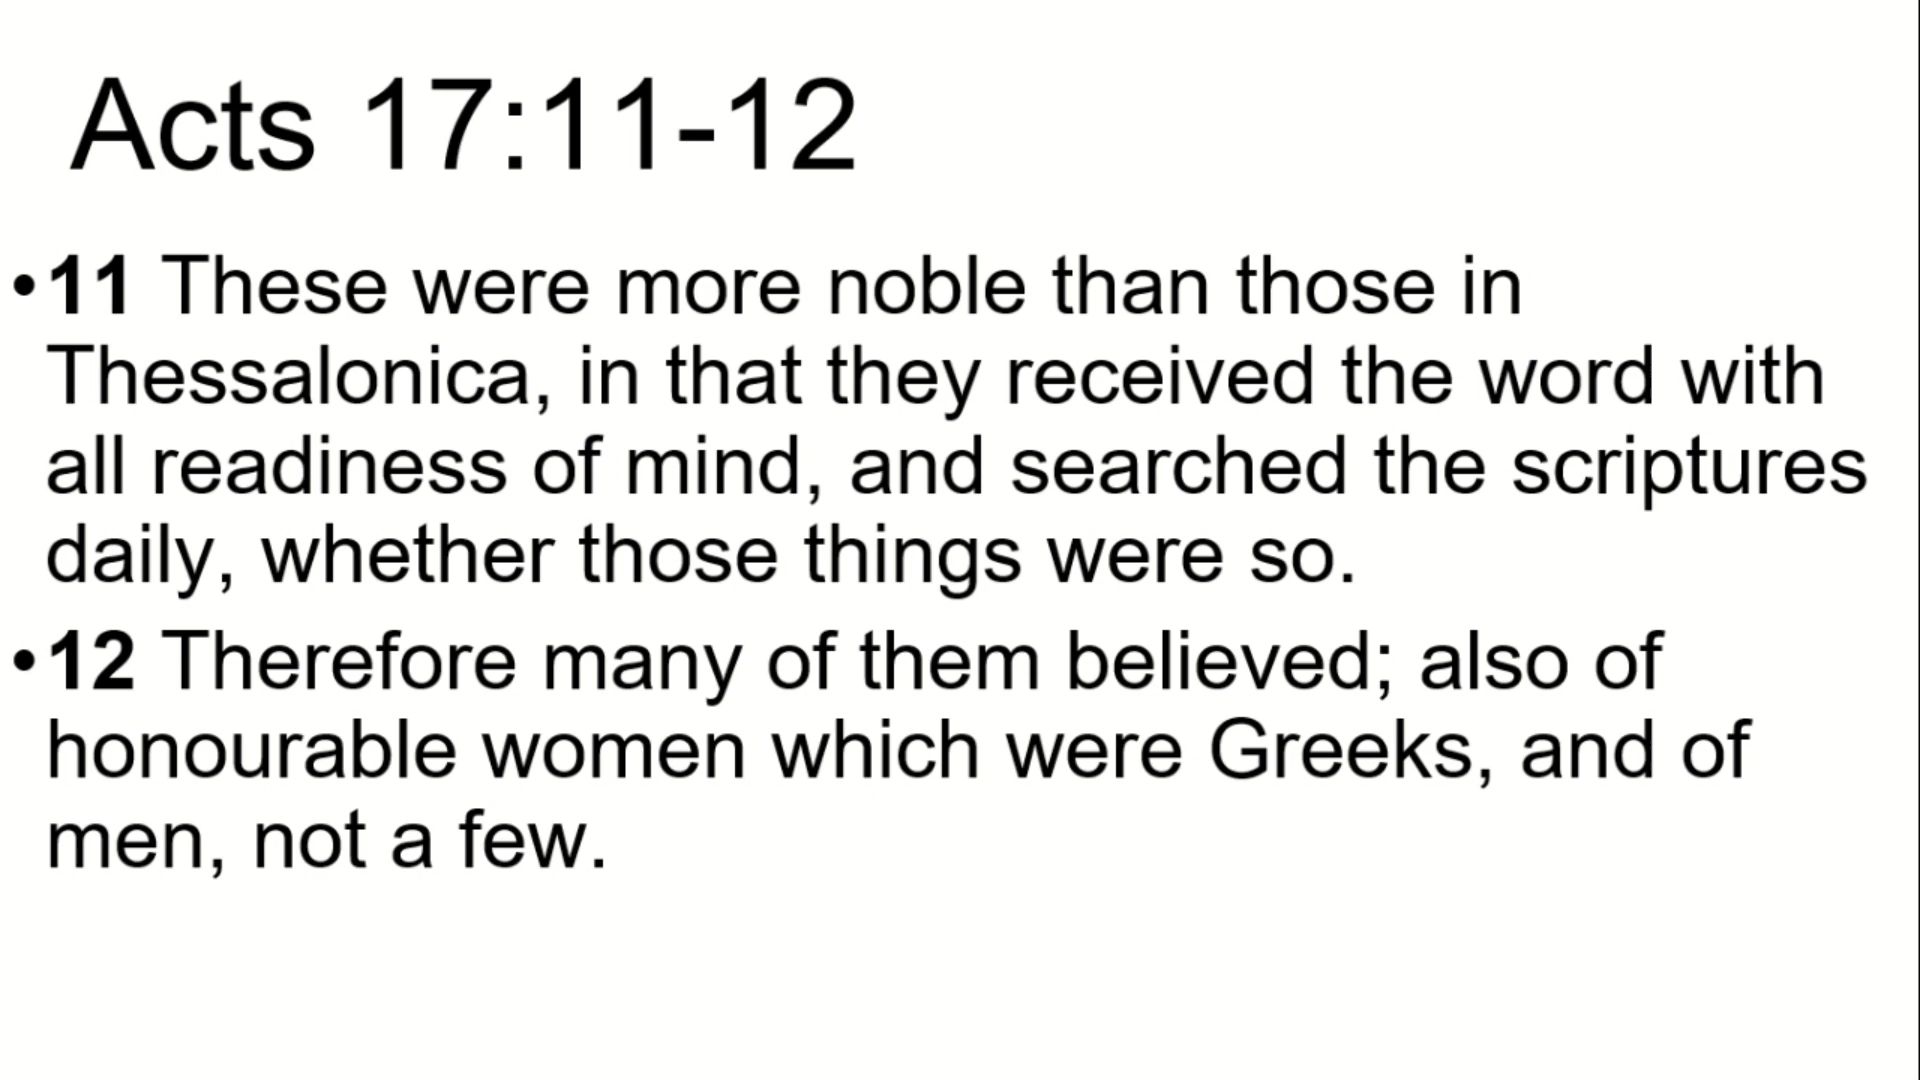 Acts 17:11-12
•11 These were more noble than those in
Thessalonica, in that they received the word with
all readiness of mind, and searched the scriptures
daily, whether those things were so.
•12 Therefore many of them believed; also of
honourable women which were Greeks, and of
men, not a few.